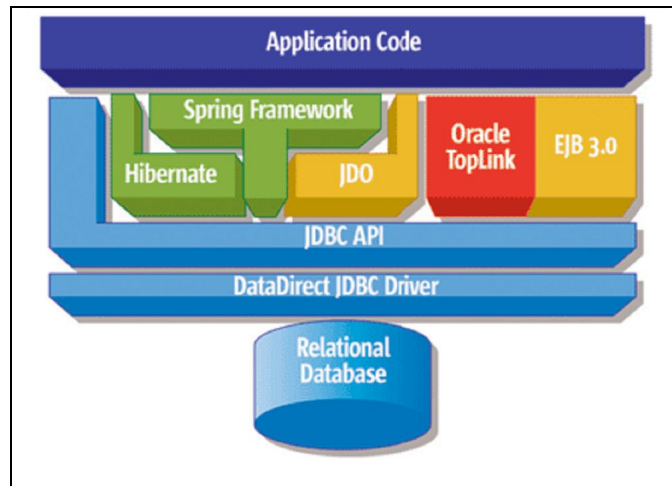 Application Code
Spring Framework
Hibernate
JDO
Oracle
TopLink
EJB 3.0
JDBC API
DataDirect JDBC Driver
Relational
Database